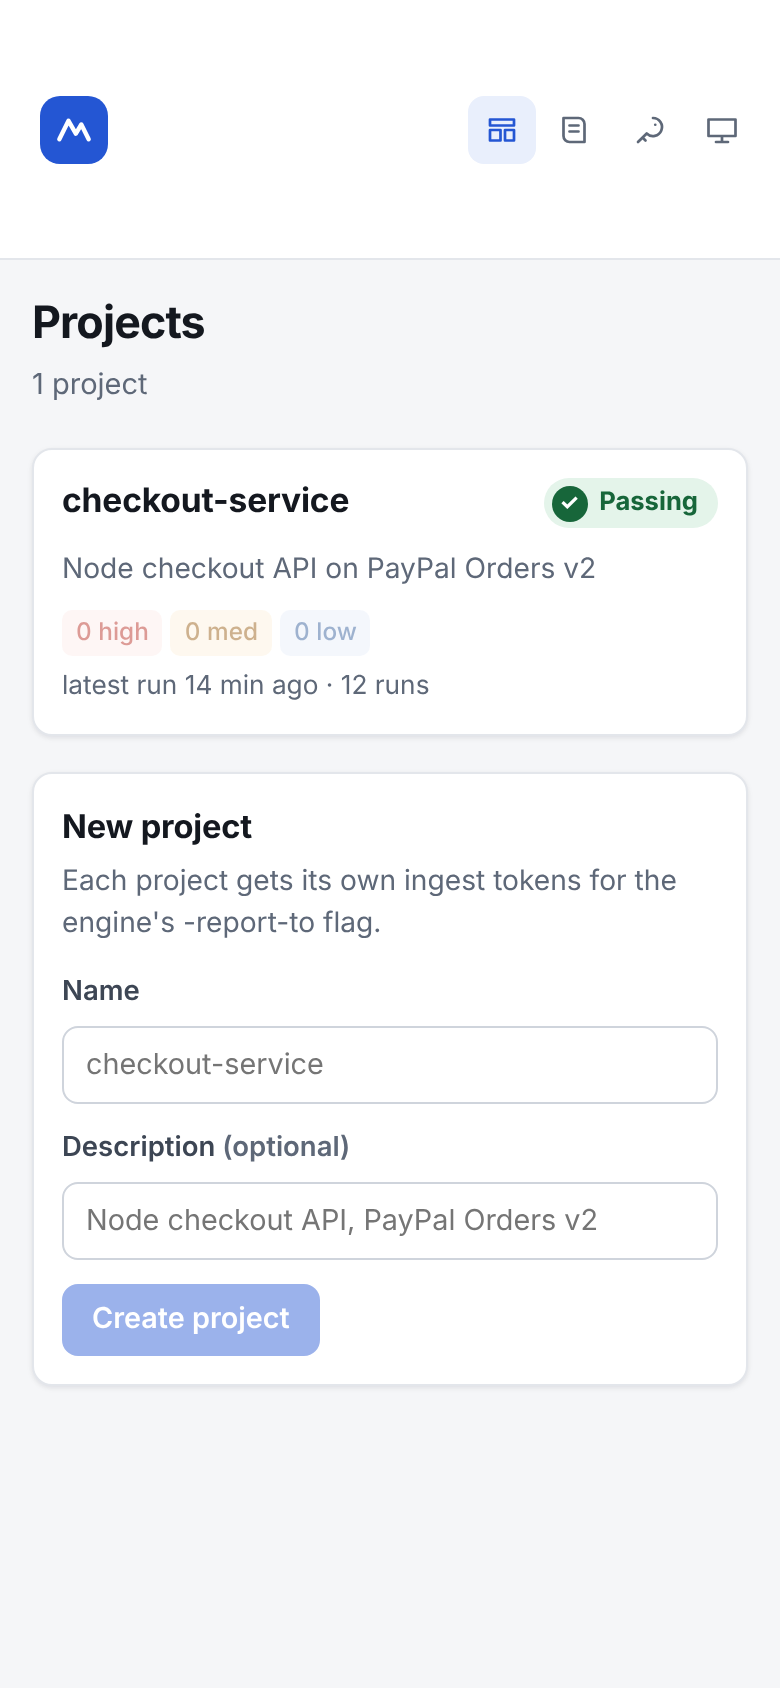 Projects
1 project
checkout-service
Passing
Node checkout API on PayPal Orders v2
0 high
0 med
0 low
latest run 14 min ago · 12 runs
New project
Each project gets its own ingest tokens for the
engine's -report-to flag.
Name
checkout-service
Description (optional)
Node checkout API, PayPal Orders v2
Create project